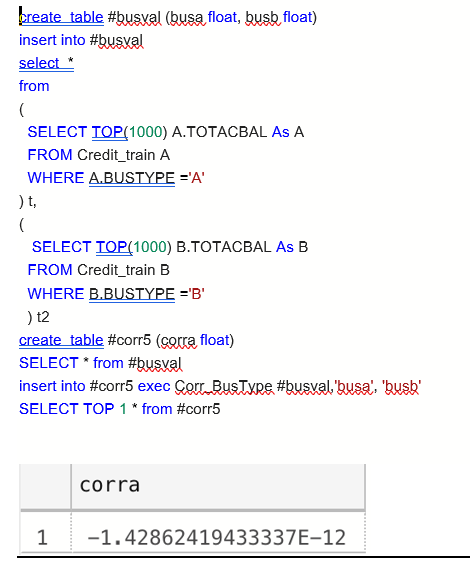 create table #busval (busa float, busb float)
insert into #busval
select *
from
(
SELECT TOP(1000) A.TOTACBAL As A
FROM Credit_train A
WHERE A.BUSTYPE ='A'
) t,
(
SELECT TOP(1000) B.TOTACBAL As B
FROM Credit_train B
WHERE B.BUSTYPE ='B'
) t2
create table #corr5 (corra float)
SELECT * from #busval
insert into #corr5 exec Corr_BusType #busval,'busa', 'busb'
SELECT TOP 1 * from #corr5
corra
1 -1.42862419433337E-12